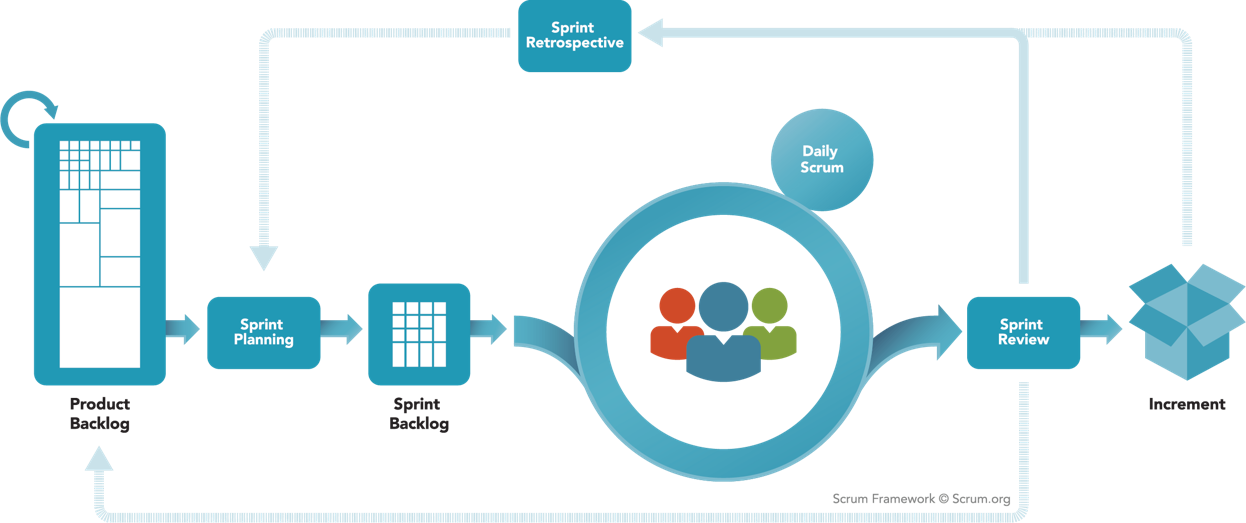 Sprint
Retrospective
Daily
Scrum
Sprint
Planning
Sprint
Review
Product
Backlog
Sprint
Backlog
Increment
Scrum Framework © Scrum.org